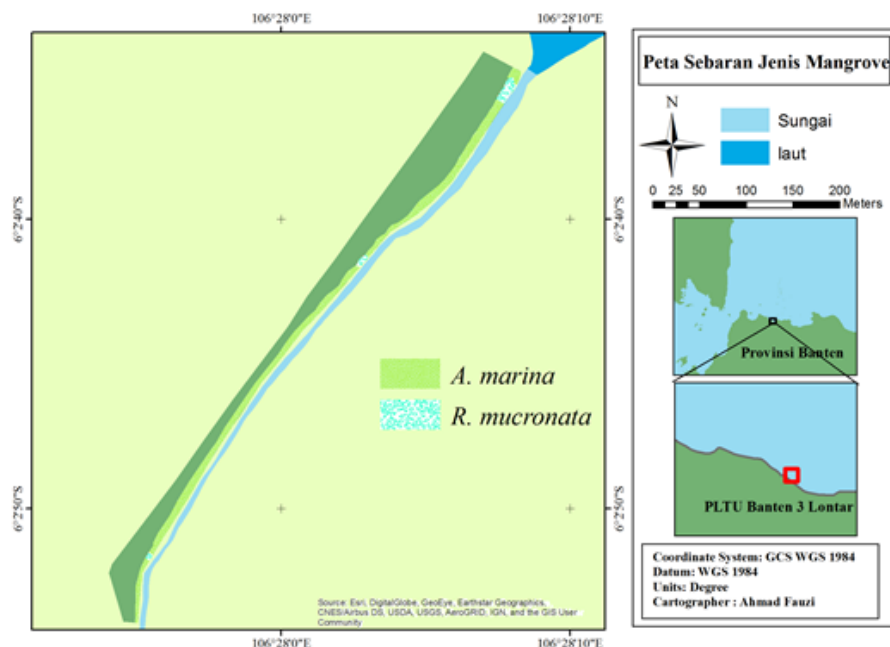 106°28'0"E
106°28'10"E
6°2'40"S
6°2'40"S
6°2'50"S
6°2'50"S
A. marina
R. mucronata
Source: Esri, DigitalGlobe, GeoEye, Earthstar Geographics,
CNES/Airbus DS, USDA, USGS, AeroGRID, IGN, and the GIS User
Community
106°28'0"E
106°28'10"E
Peta Sebaran Jenis Mangrove
N
Sungai
laut
0 25 50 100 150 200
Meters
Provinsi Banten
PLTU Banten 3 Lontar
Coordinate System: GCS WGS 1984
Datum: WGS 1984
Units: Degree
Cartographer : Ahmad Fauzi